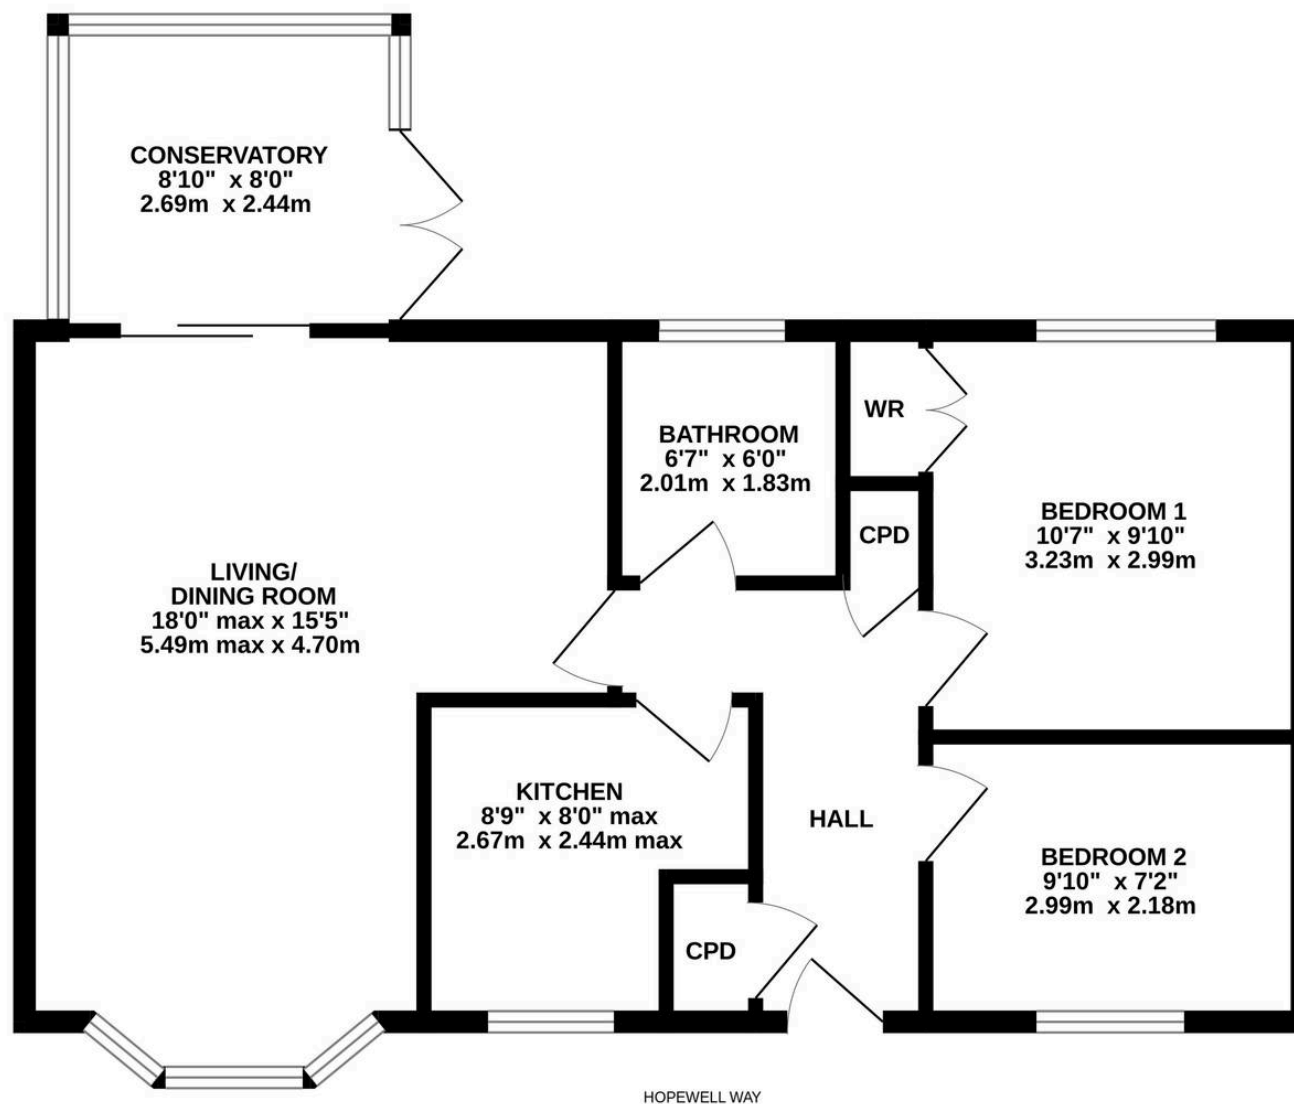 CONSERVATORY
8'10"  x 8'0"
2.69m  x 2.44m
WR
BATHROOM
6'7"  x 6'0"
2.01m  x 1.83m
BEDROOM 1
10'7"  x 9'10"
3.23m  x 2.99m
CPD
LIVING/
DINING ROOM
18'0" max x 15'5"
5.49m max x 4.70m
KITCHEN
8'9"  x 8'0" max
2.67m  x 2.44m max
HALL
BEDROOM 2
9'10"  x 7'2"
2.99m  x 2.18m
CPD
HOPEWELL WAY